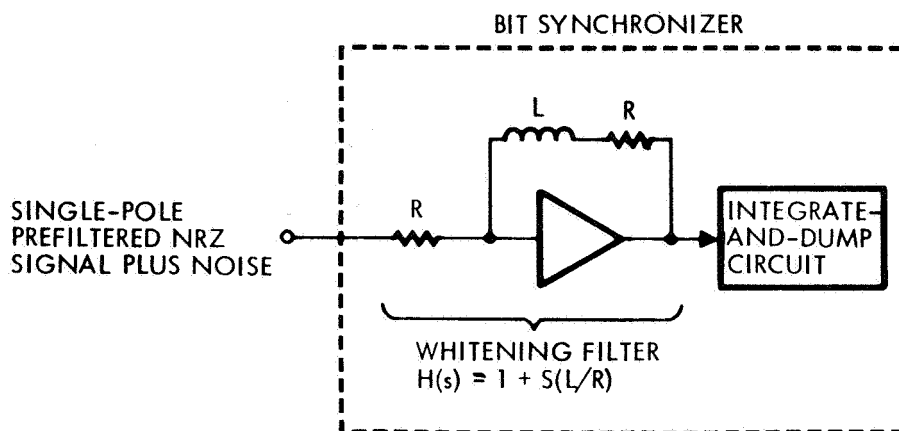 BIT SYNCHRONIZER
L
R
R
SINGLE-POLE
PREFILTERED NRZ
SIGNAL PLUS NOISE
INTEGRATE-
AND-DUMP
CIRCUIT
WHITENING FILTER
H(s) = 1 + S(L/R)